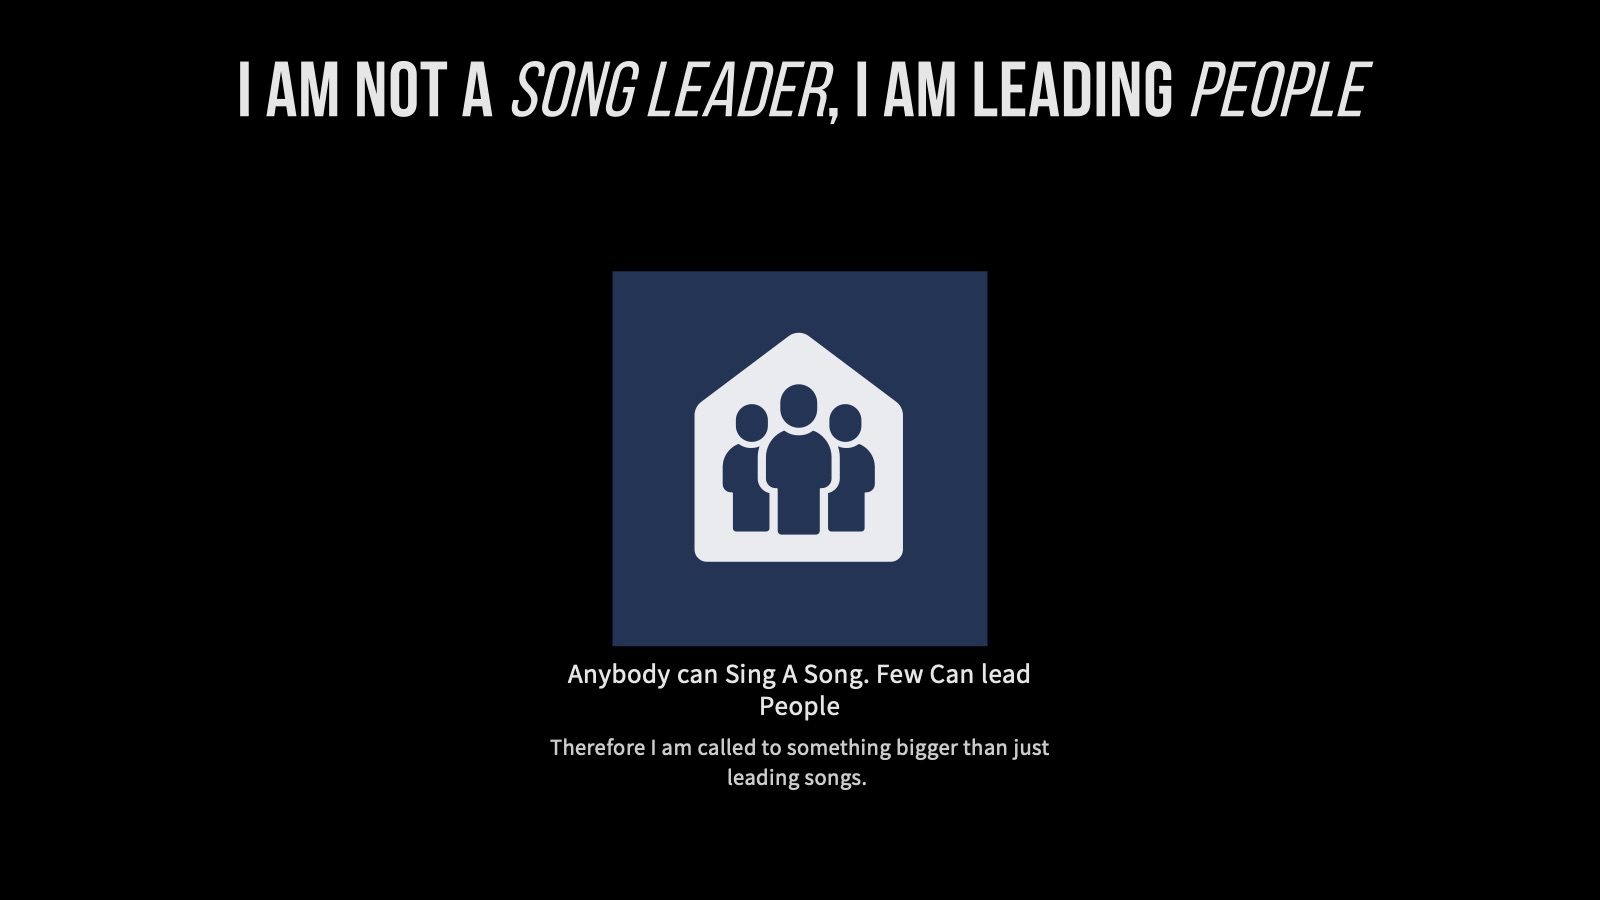 I AM NOT A SONG LEADER, I AM LEADING PEOPLE
Anybody can Sing A Song. Few Can lead
People
Therefore I am called to something bigger than just
leading songs.